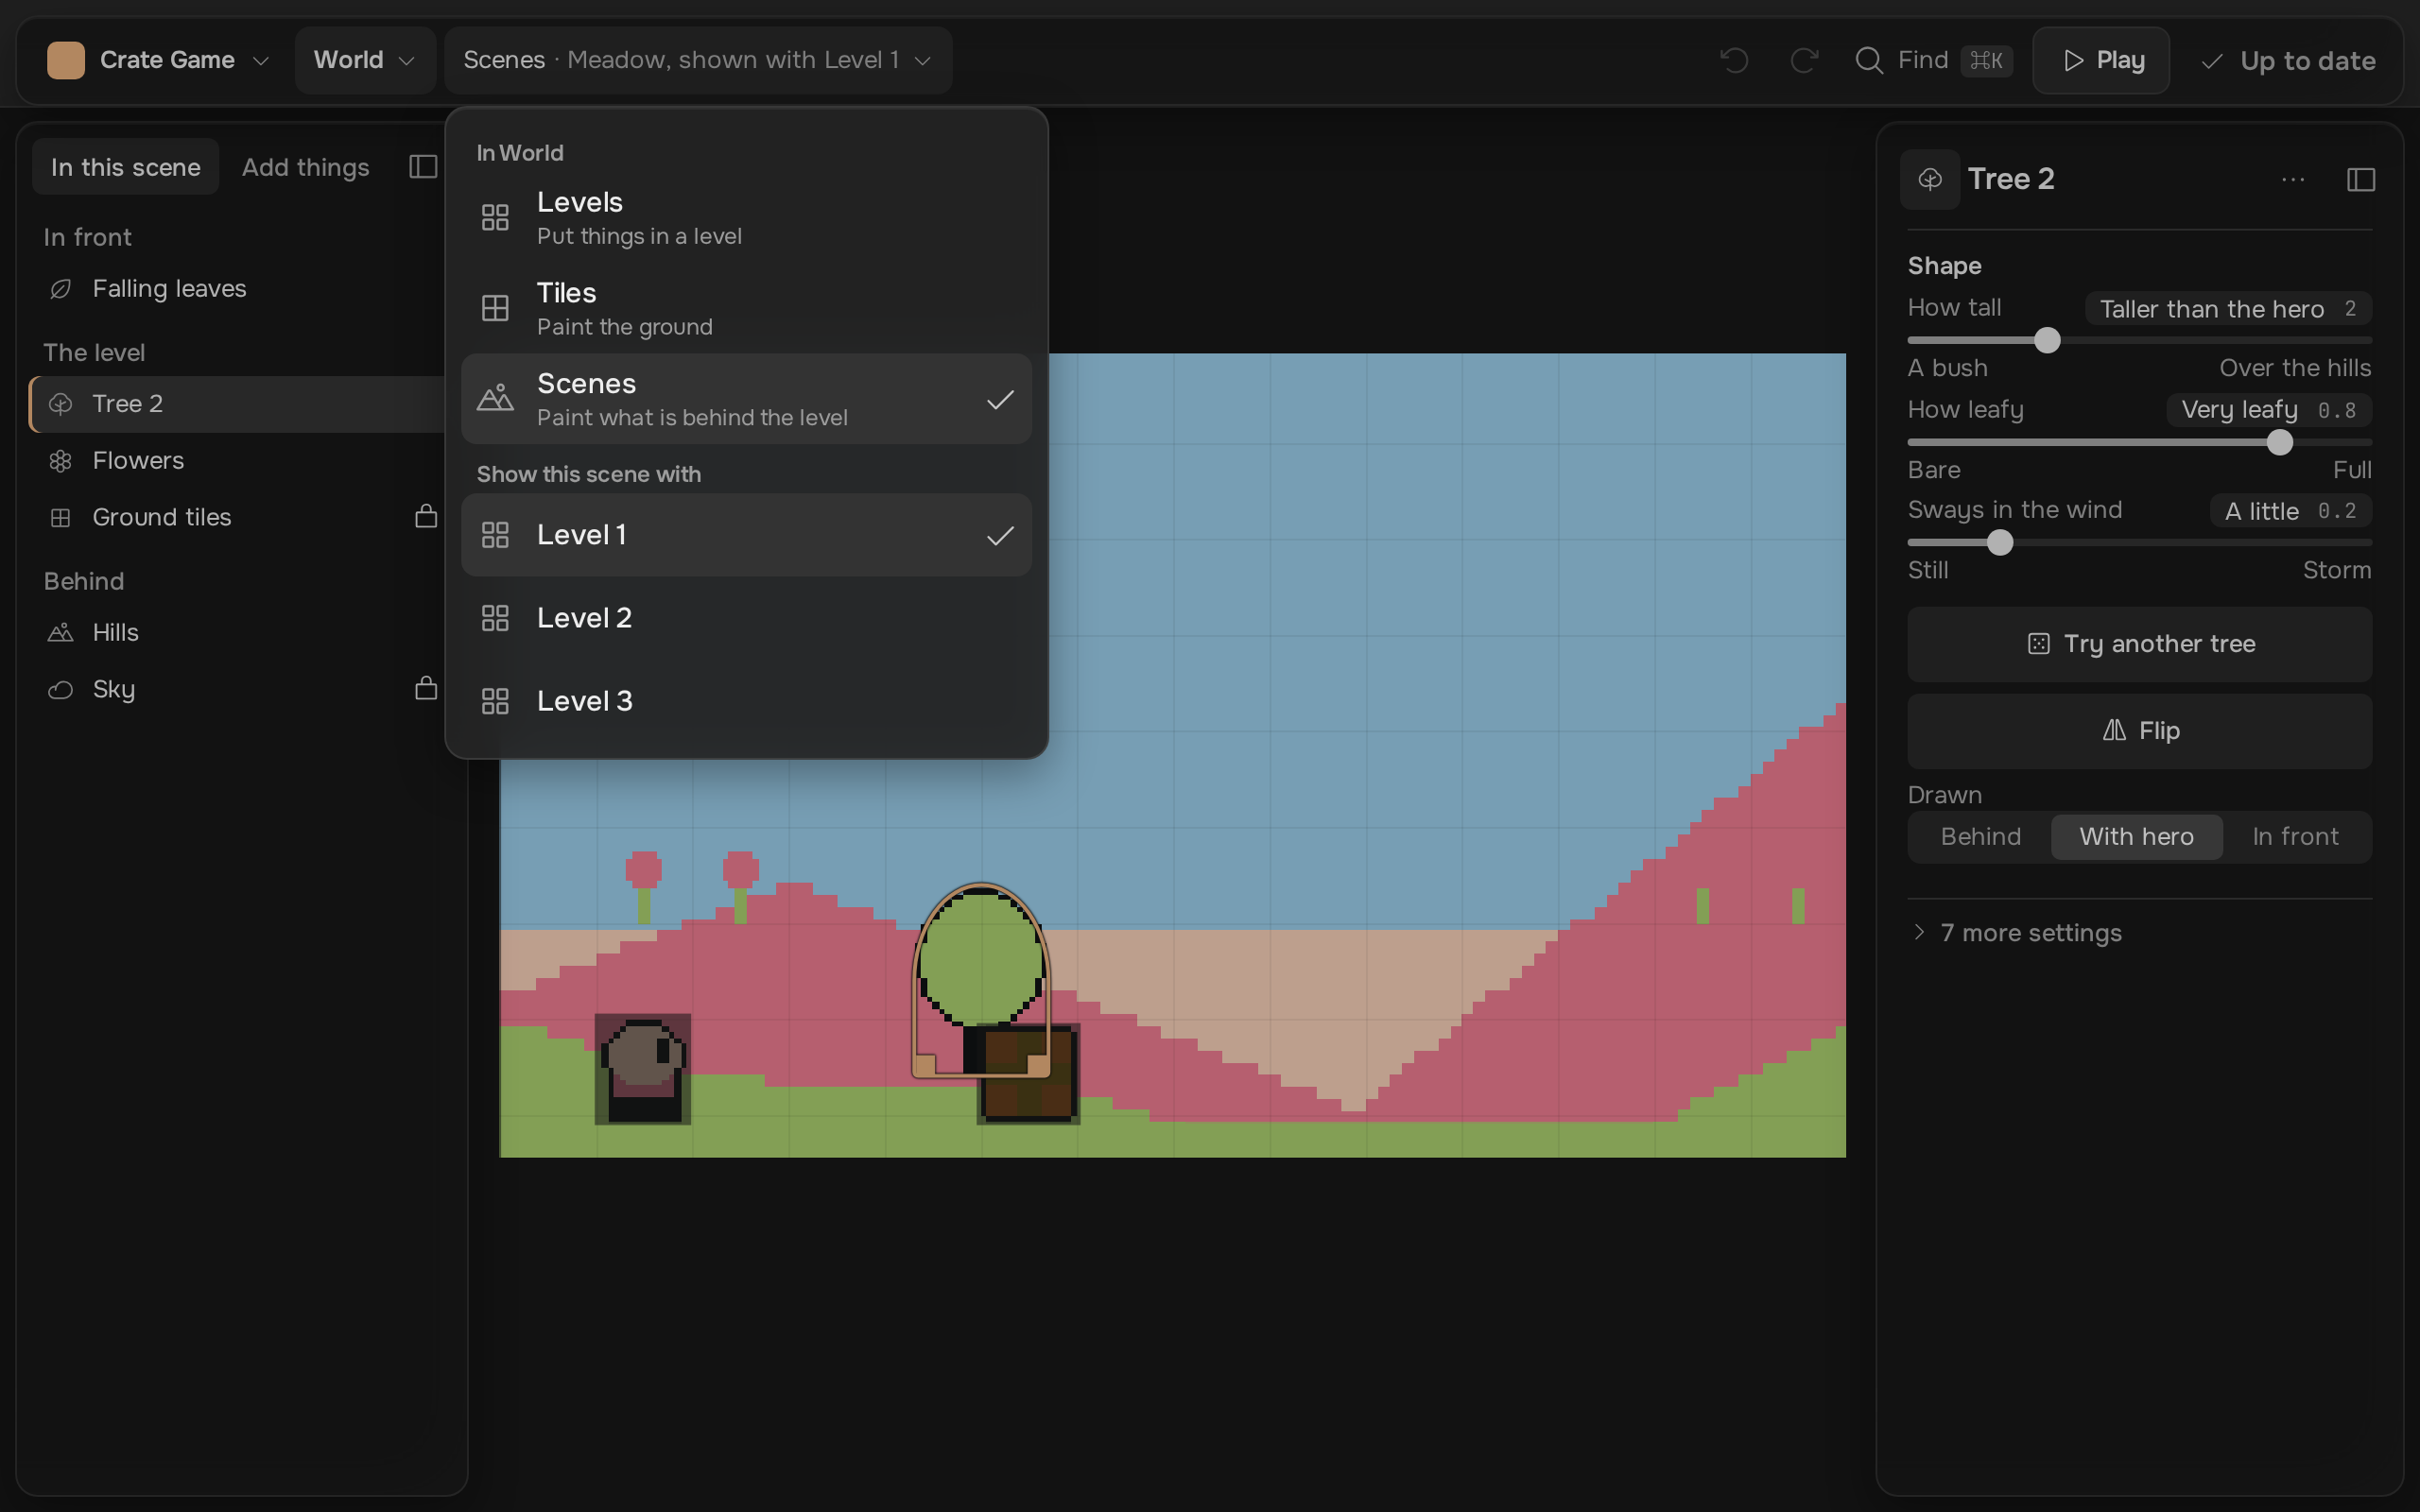 Crate Game
World
Scenes · Meadow, shown with Level 1
Find ⌘K
Play
Up to date
In this scene
Add things
In front
Falling leaves
The level
Tree 2
Flowers
Ground tiles
Behind
Hills
Sky
In World
Levels
Put things in a level
Tiles
Paint the ground
Scenes
Paint what is behind the level
Show this scene with
Level 1
Level 2
Level 3
Tree 2
Shape
How tall Taller than the hero 2
A bush Over the hills
How leafy Very leafy 0.8
Bare Full
Sways in the wind A little 0.2
Still Storm
Try another tree
Flip
Drawn
Behind With hero In front
7 more settings